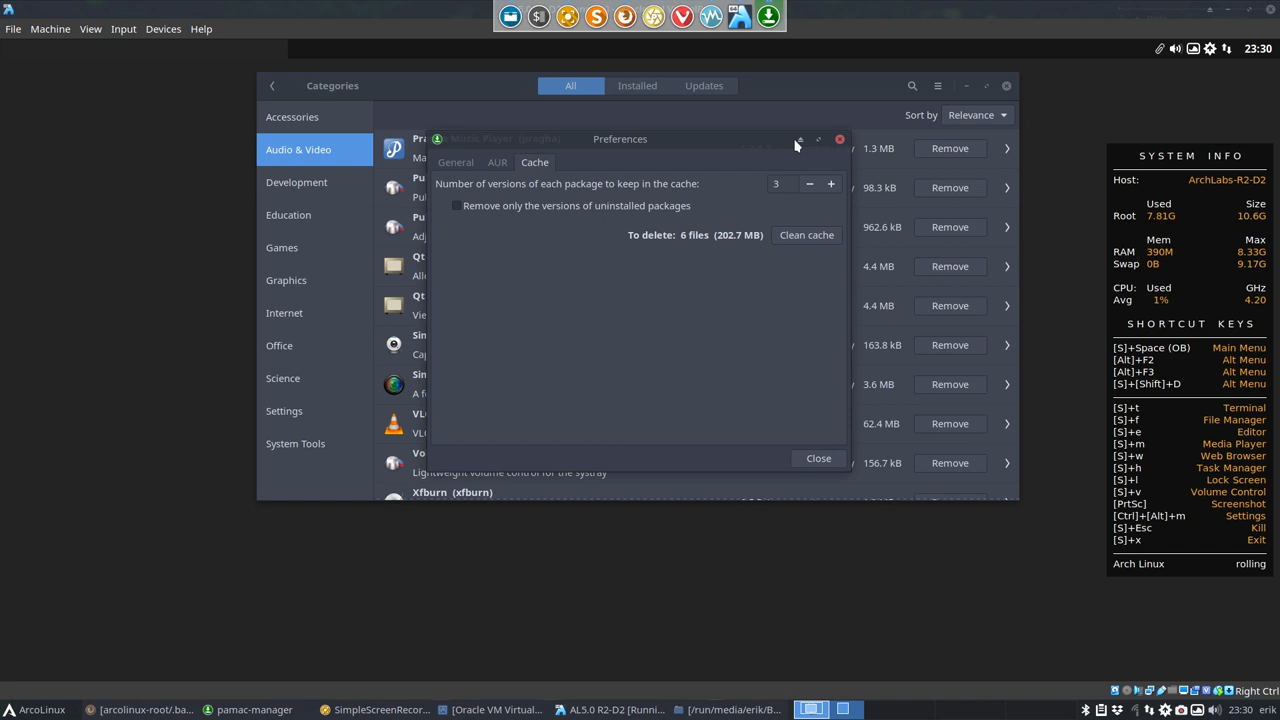 File Machine View Input Devices Help
23:30
Categories
All Installed Updates
Sort by Relevance
Accessories
Audio & Video
Development
Education
Games
Graphics
Internet
Office
Science
Settings
System Tools
1.3 MB Remove
98.3 kB Remove
962.6 kB Remove
4.4 MB Remove
4.4 MB Remove
163.8 kB Remove
3.6 MB Remove
62.4 MB Remove
156.7 kB Remove
Lightweight volume control for the systray
Xfburn (xfburn)
Preferences
General AUR Cache
Number of versions of each package to keep in the cache: 3 − +
Remove only the versions of uninstalled packages
To delete: 6 files (202.7 MB) Clean cache
Close
SYSTEM INFO
Host: ArchLabs-R2-D2
Used Size
Root 7.81G 10.6G
Mem Max
RAM 390M 8.33G
Swap 0B 9.17G
CPU: Used GHz
Avg 1% 4.20
SHORTCUT KEYS
[S]+Space (OB) Main Menu
[Alt]+F2 Alt Menu
[Alt]+F3 Alt Menu
[S]+[Shift]+D Alt Menu
[S]+t Terminal
[S]+f File Manager
[S]+e Editor
[S]+m Media Player
[S]+w Web Browser
[S]+h Task Manager
[S]+l Lock Screen
[S]+v Volume Control
[PrtSc] Screenshot
[Ctrl]+[Alt]+m Settings
[S]+Esc Kill
[S]+x Exit
Arch Linux rolling
Right Ctrl
ArcoLinux [arcolinux-root/.ba... pamac-manager SimpleScreenRecor... [Oracle VM Virtual... AL5.0 R2-D2 [Runni... [/run/media/erik/B... 23:30 erik